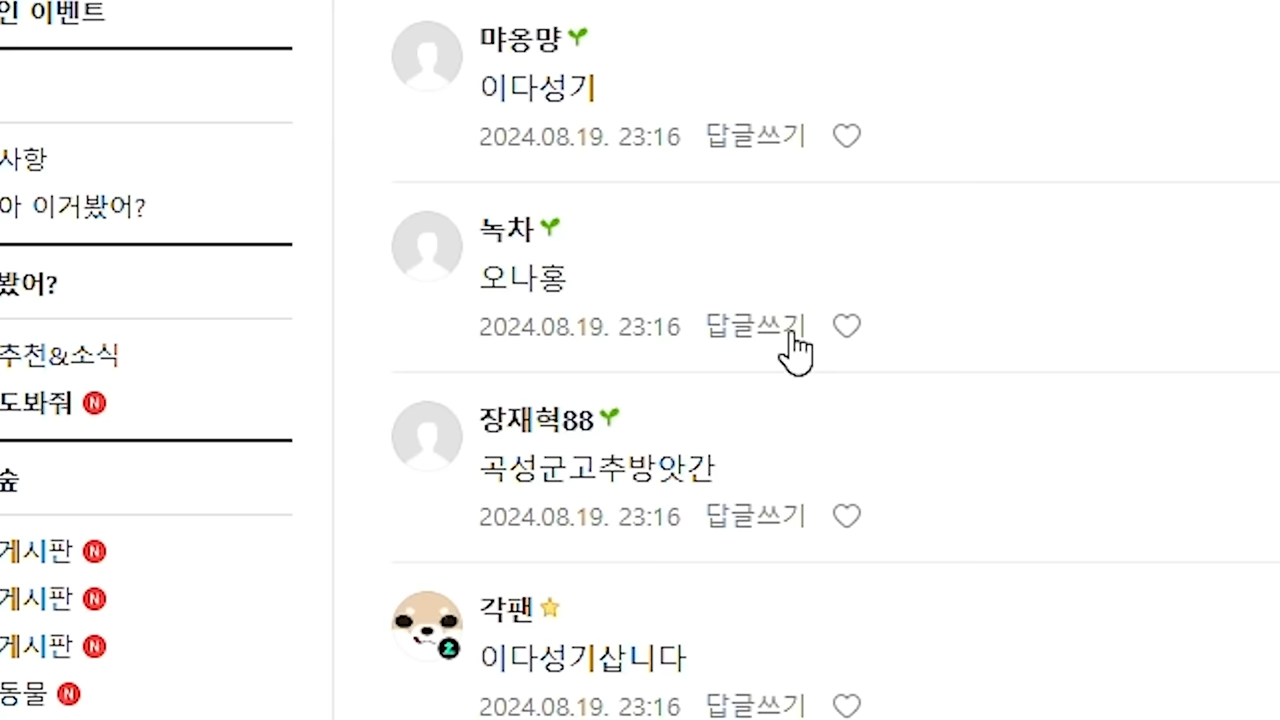 인 이벤트
사항
아 이거봤어?
봤어?
추천&소식
도봐줘 N
숲
게시판 N
게시판 N
게시판 N
동물 N
먀옹먕
이다성기
2024.08.19. 23:16 답글쓰기
녹차
오나홍
2024.08.19. 23:16 답글쓰기
장재혁88
곡성군고추방앗간
2024.08.19. 23:16 답글쓰기
각팬
이다성기삽니다
2024.08.19. 23:16 답글쓰기